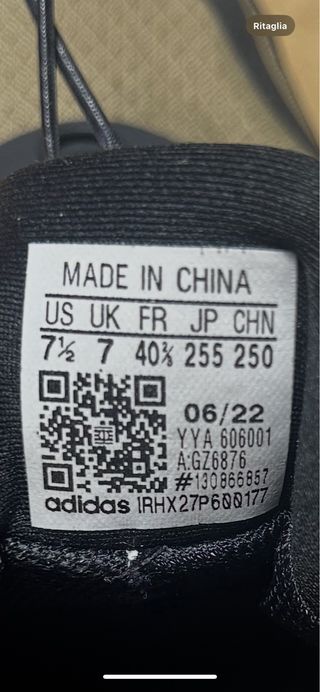 Ritaglia
MADE IN CHINA
US UK FR JP CHN
7½ 7 40⅔ 255 250
06/22
YYA 606001
A:GZ6876
#130866857
adidas 1RHX27P600177